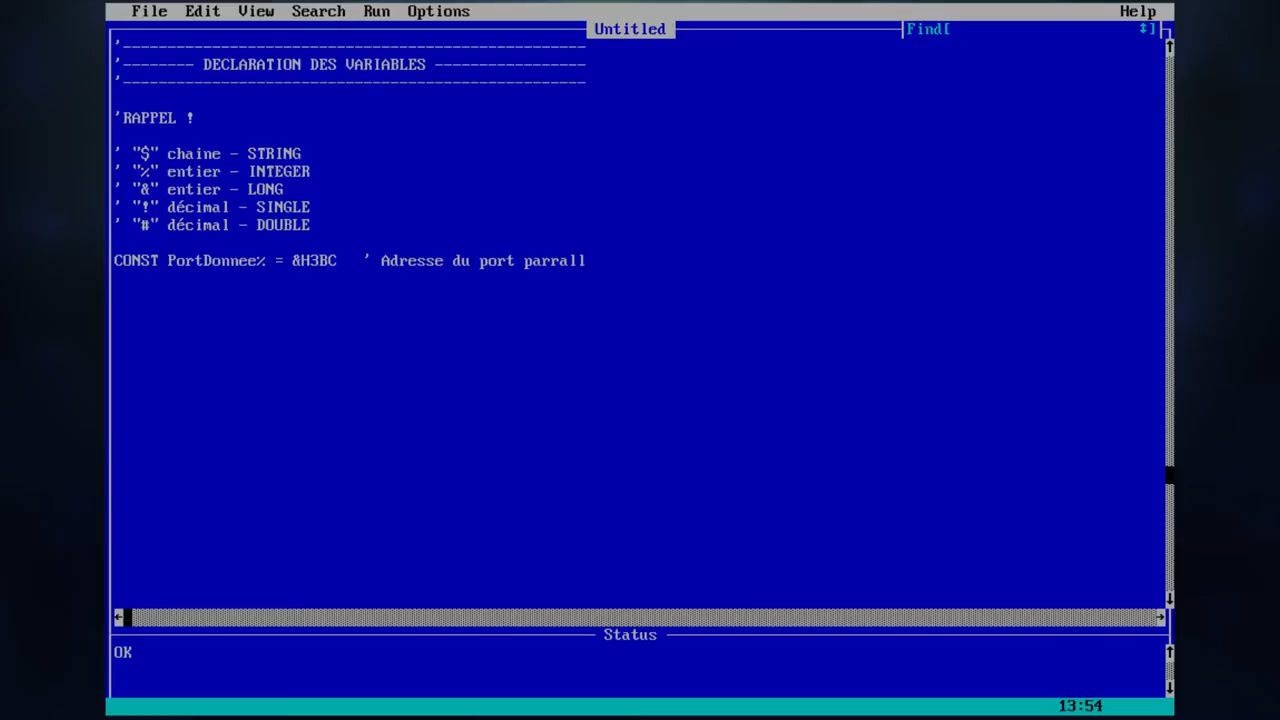 File Edit View Search Run Options Help
Untitled
Find[ ↕]
'----------------------------------------------------
'-------- DECLARATION DES VARIABLES -----------------
'----------------------------------------------------
'RAPPEL !
' "$" chaine - STRING
' "%" entier - INTEGER
' "&" entier - LONG
' "!" décimal - SINGLE
' "#" décimal - DOUBLE
CONST PortDonnee% = &H3BC ' Adresse du port parrall
Status
OK
13:54